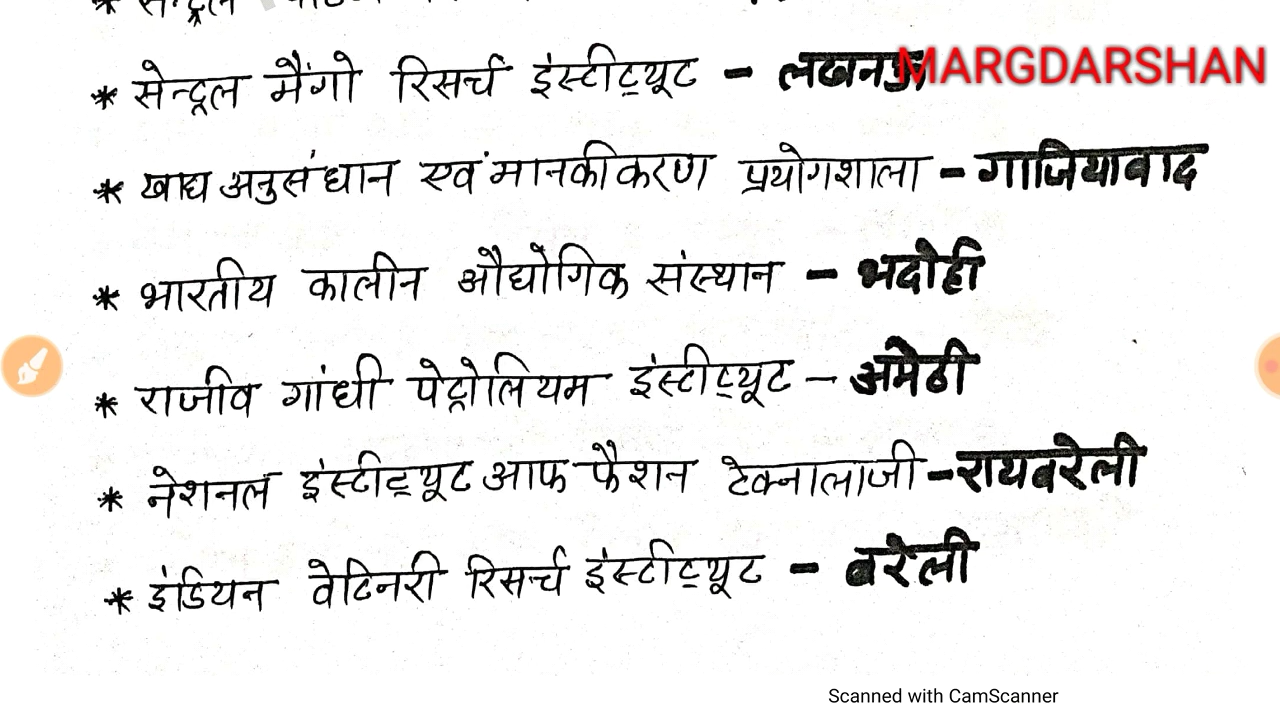 * सेन्ट्रल
* सेन्ट्रल मैंगो रिसर्च इंस्टीट्यूट - लखनऊ MARGDARSHAN
* खाद्य अनुसंधान एवं मानकीकरण प्रयोगशाला - गाजियावाद
* भारतीय कालीन औद्योगिक संस्थान - भदोही
* राजीव गांधी पेट्रोलियम इंस्टीट्यूट - अमेठी
* नेशनल इंस्टीट्यूट आफ फैशन टेक्नालाजी - रायबरेली
* इंडियन वेटिनरी रिसर्च इंस्टीट्यूट - बरेली
Scanned with CamScanner